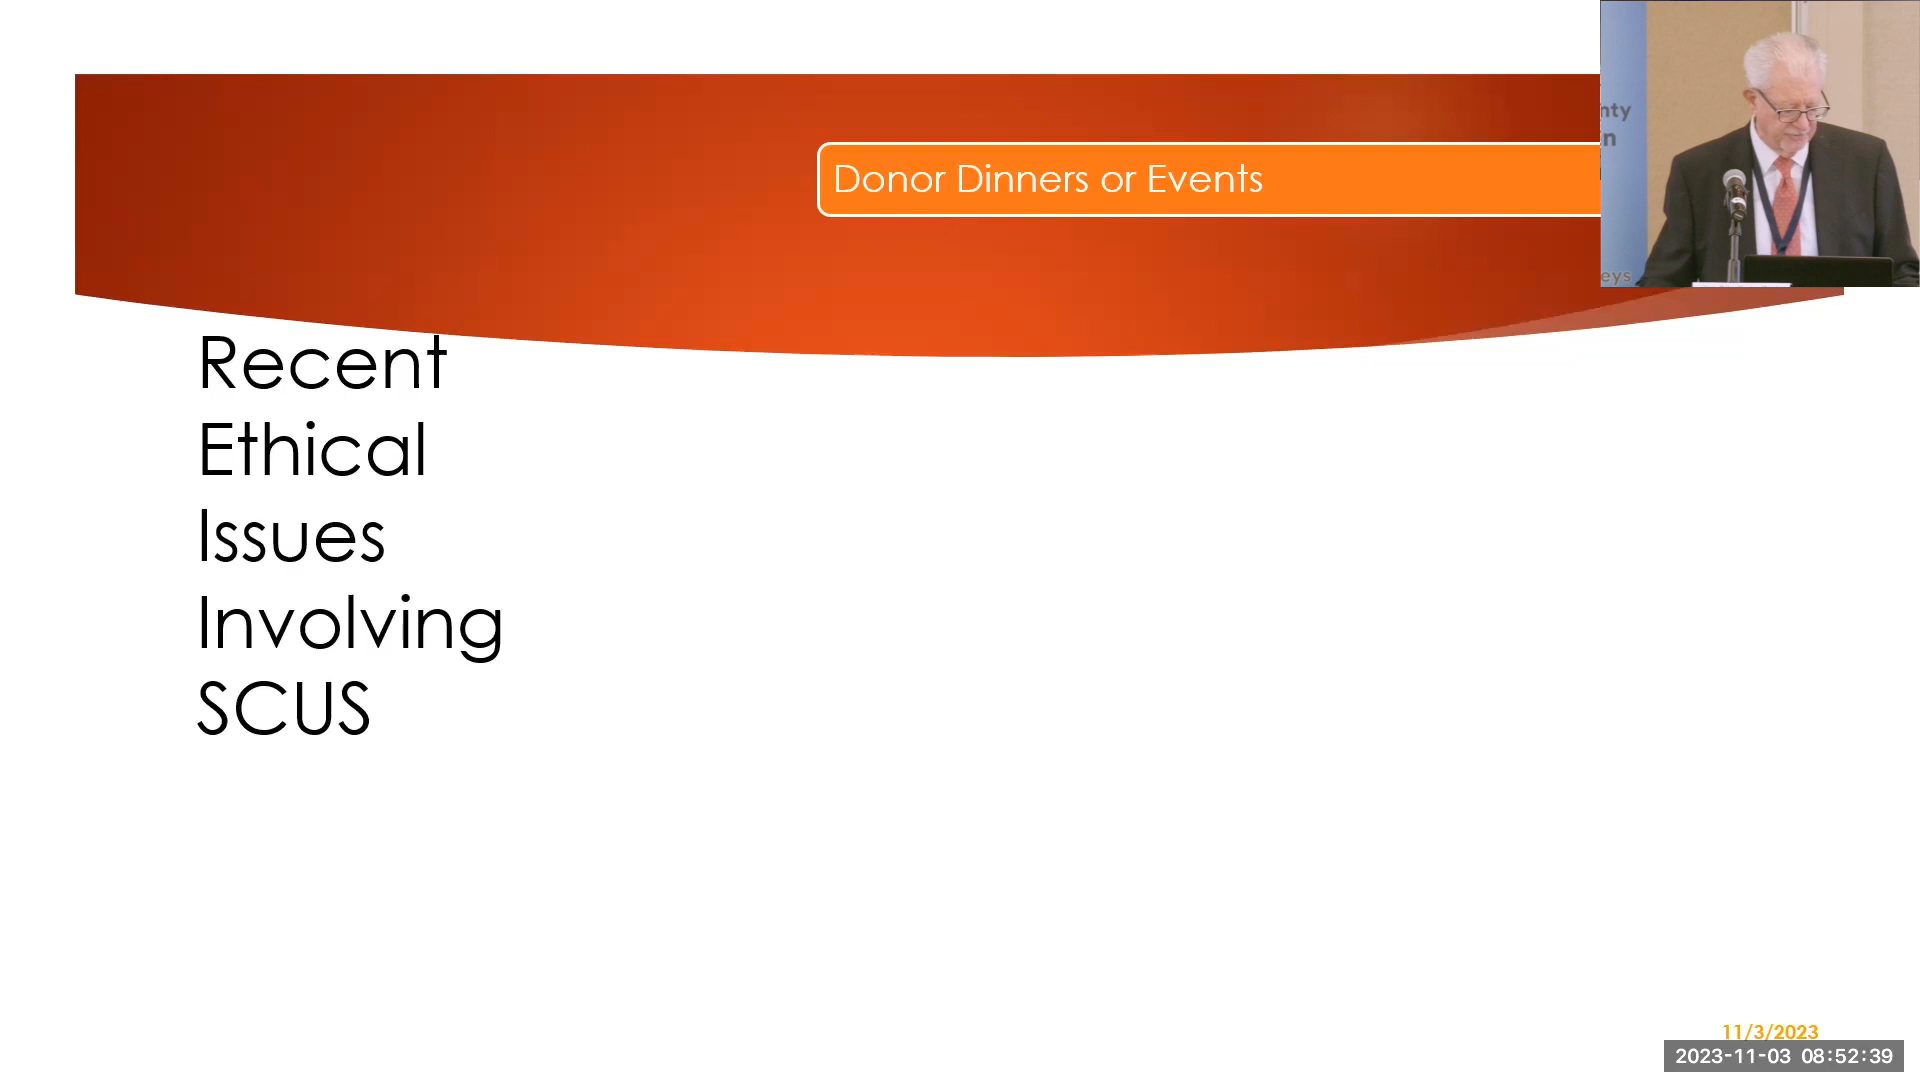 Donor Dinners or Events
Recent
Ethical
Issues
Involving
SCUS
11/3/2023
2023-11-03 08:52:39